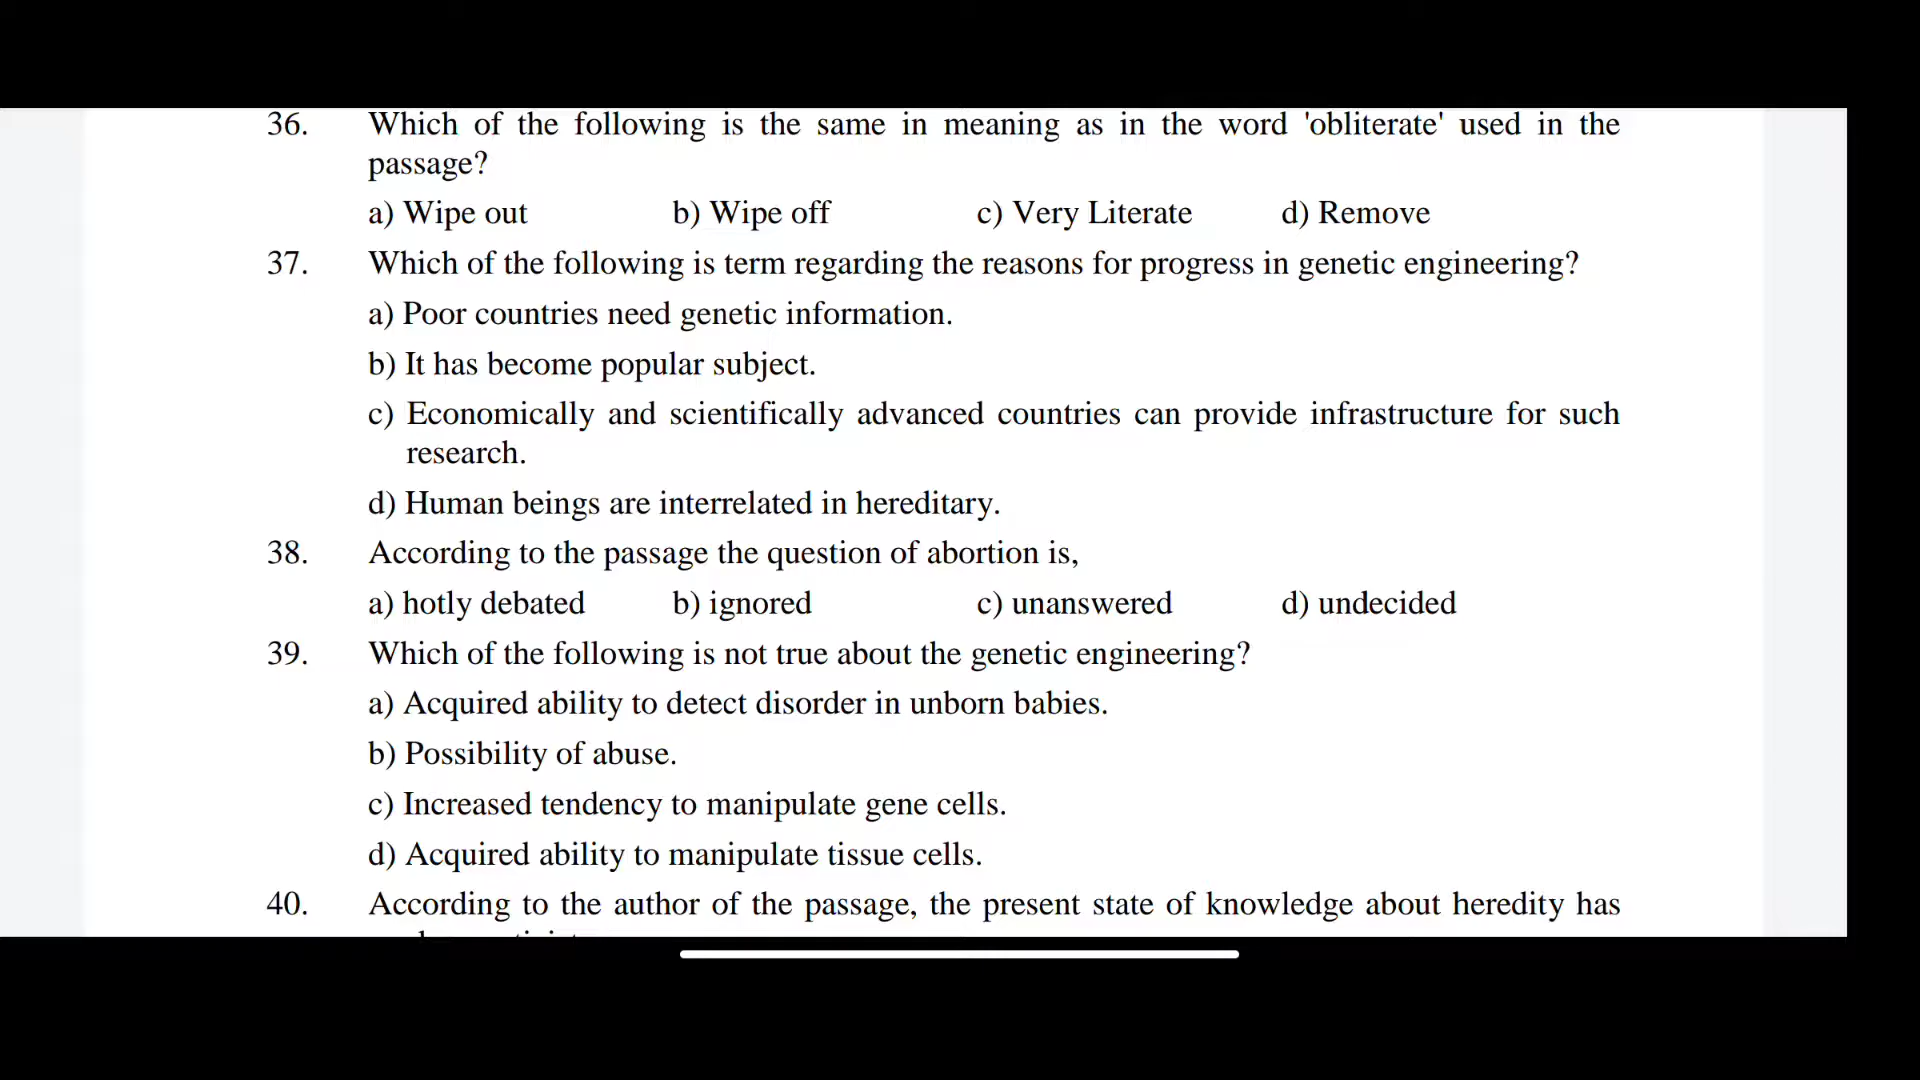 36. Which of the following is the same in meaning as in the word 'obliterate' used in the
passage?
a) Wipe out b) Wipe off c) Very Literate d) Remove
37. Which of the following is term regarding the reasons for progress in genetic engineering?
a) Poor countries need genetic information.
b) It has become popular subject.
c) Economically and scientifically advanced countries can provide infrastructure for such
research.
d) Human beings are interrelated in hereditary.
38. According to the passage the question of abortion is,
a) hotly debated b) ignored c) unanswered d) undecided
39. Which of the following is not true about the genetic engineering?
a) Acquired ability to detect disorder in unborn babies.
b) Possibility of abuse.
c) Increased tendency to manipulate gene cells.
d) Acquired ability to manipulate tissue cells.
40. According to the author of the passage, the present state of knowledge about heredity has